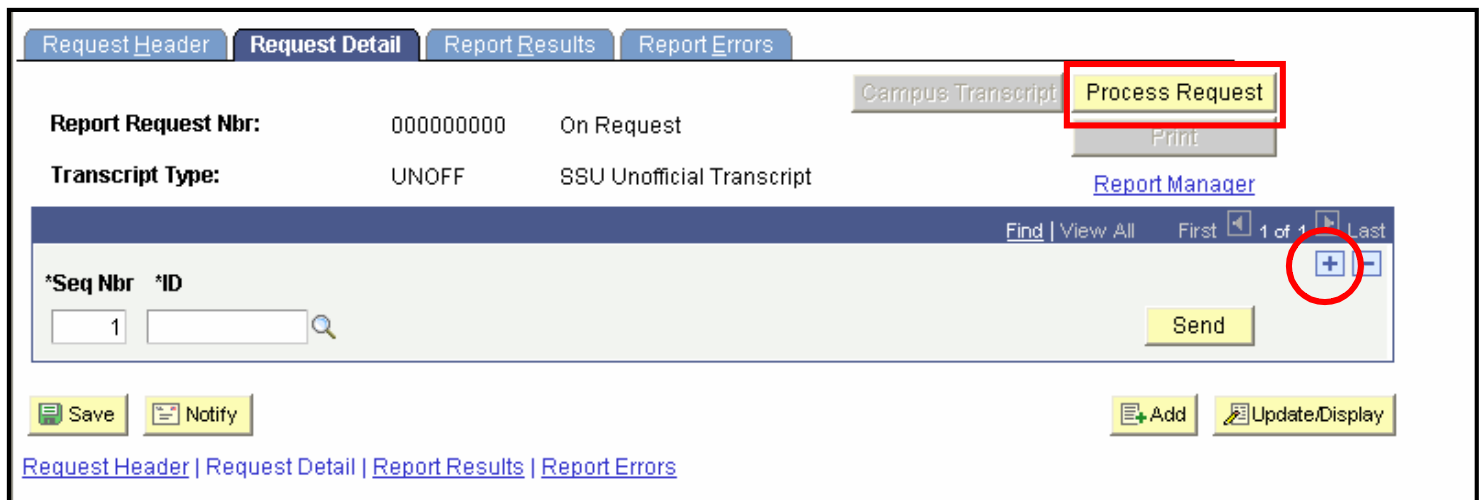 Request Header Request Detail Report Results Report Errors
Campus Transcript Process Request
Report Request Nbr: 000000000 On Request
Print
Transcript Type: UNOFF SSU Unofficial Transcript
Report Manager
Find | View All First 1 of 1 Last
*Seq Nbr *ID
1
Send
Save Notify Add Update/Display
Request Header | Request Detail | Report Results | Report Errors